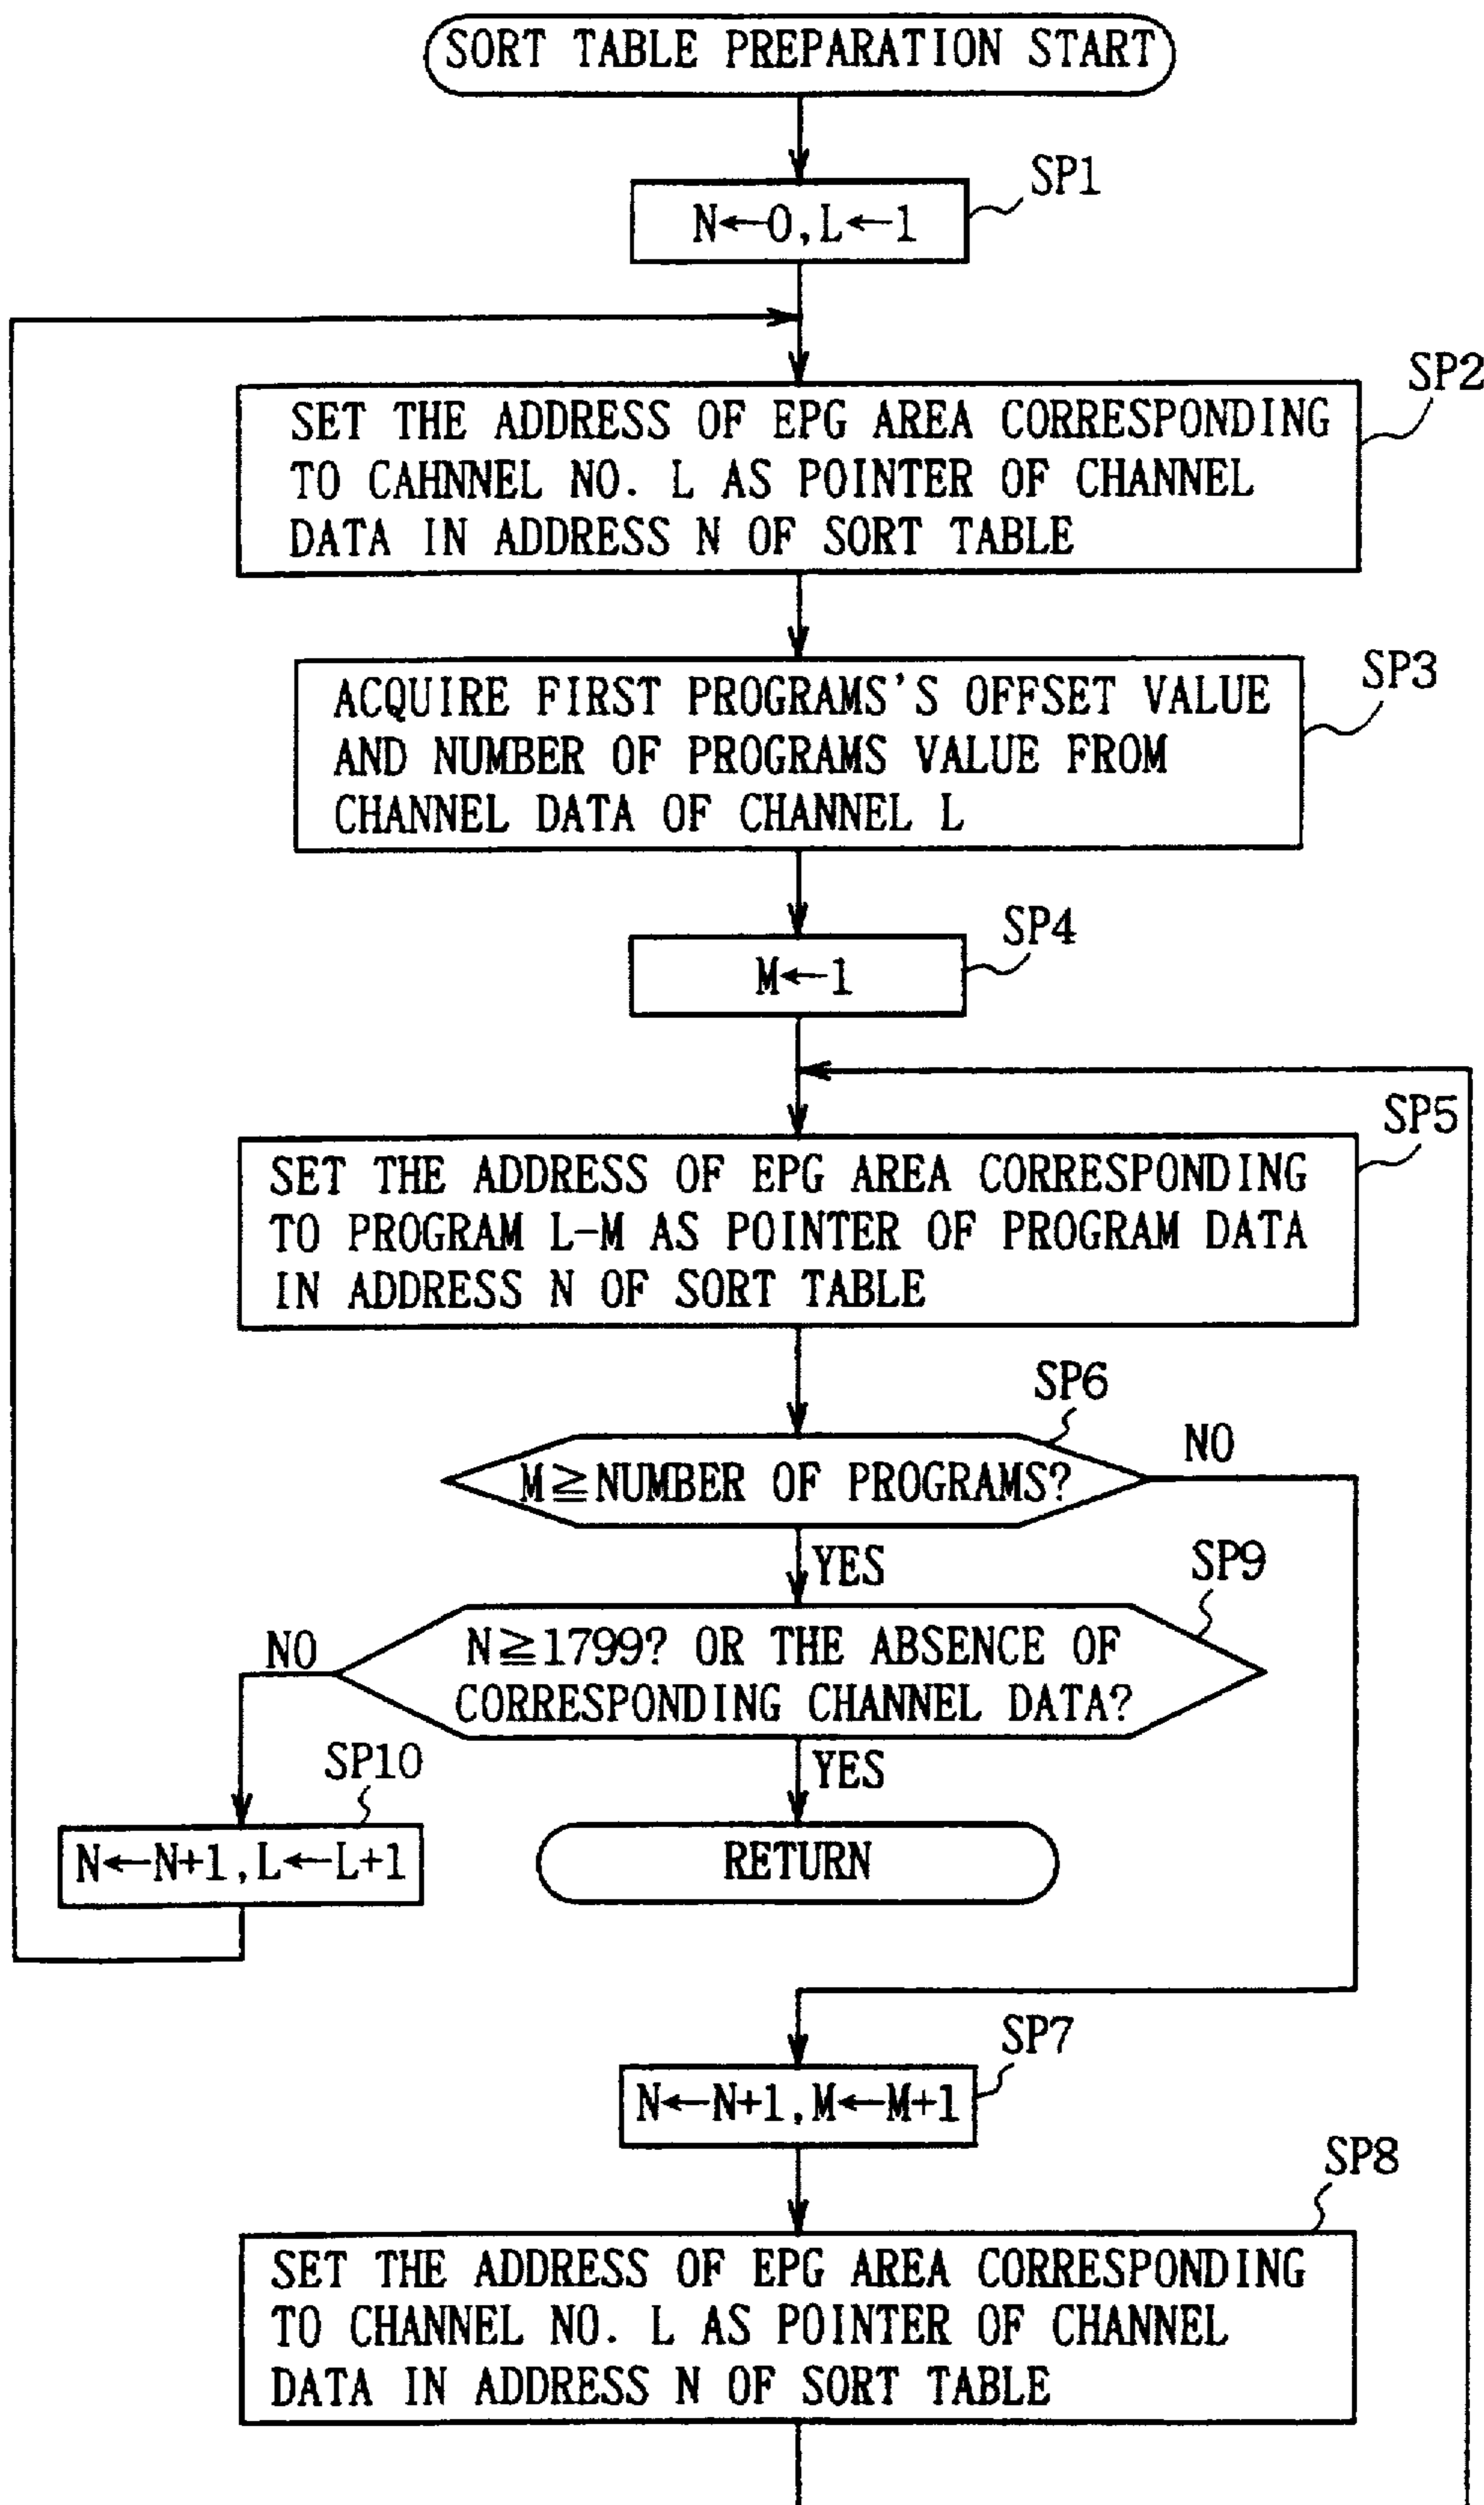 SORT TABLE PREPARATION START
SP1
N←0,L←1
SP2
SET THE ADDRESS OF EPG AREA CORRESPONDING
TO CAHNNEL NO. L AS POINTER OF CHANNEL
DATA IN ADDRESS N OF SORT TABLE
SP3
ACQUIRE FIRST PROGRAMS'S OFFSET VALUE
AND NUMBER OF PROGRAMS VALUE FROM
CHANNEL DATA OF CHANNEL L
SP4
M←1
SP5
SET THE ADDRESS OF EPG AREA CORRESPONDING
TO PROGRAM L-M AS POINTER OF PROGRAM DATA
IN ADDRESS N OF SORT TABLE
SP6
M≧NUMBER OF PROGRAMS?
NO
YES
SP9
N≧1799? OR THE ABSENCE OF
CORRESPONDING CHANNEL DATA?
NO
YES
SP10
N←N+1,L←L+1
RETURN
SP7
N←N+1,M←M+1
SP8
SET THE ADDRESS OF EPG AREA CORRESPONDING
TO CHANNEL NO. L AS POINTER OF CHANNEL
DATA IN ADDRESS N OF SORT TABLE